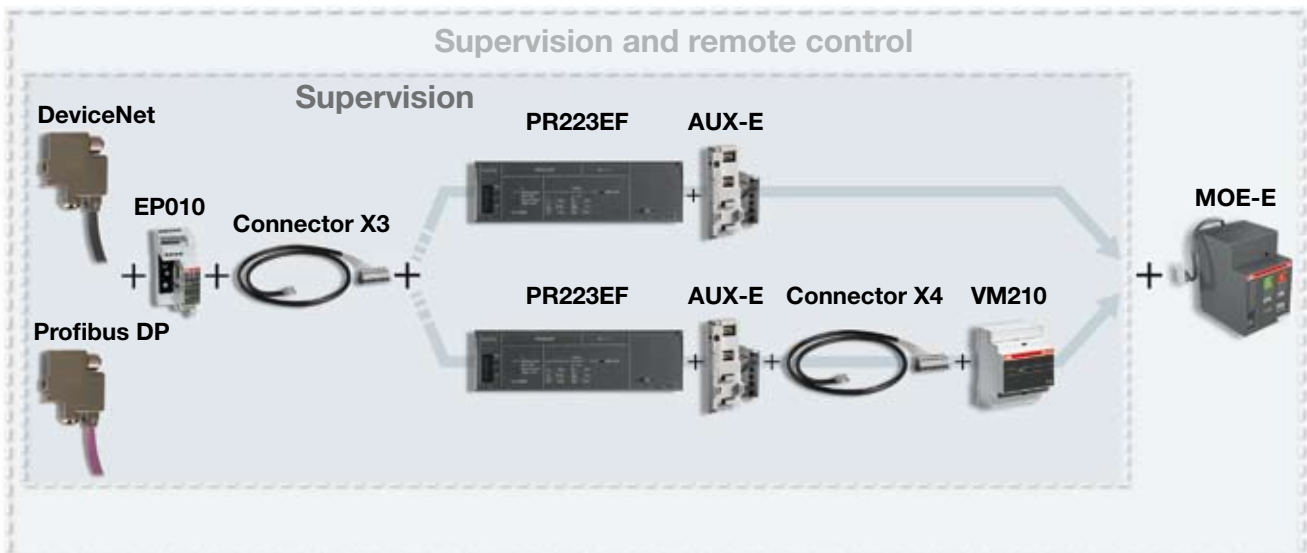 Supervision and remote control
Supervision
DeviceNet
EP010
Connector X3
PR223EF
AUX-E
MOE-E
PR223EF
AUX-E
Connector X4
VM210
Profibus DP